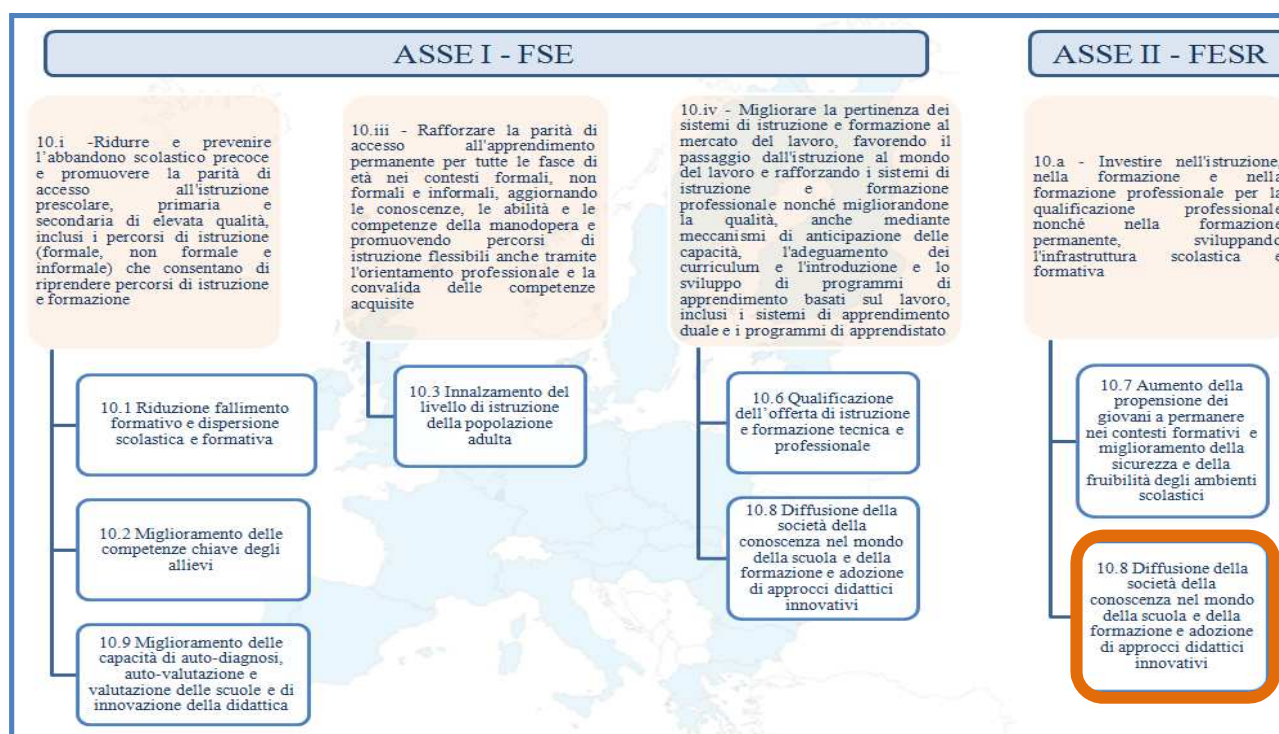 ASSE I - FSE
10.i -Ridurre e prevenire
l'abbandono scolastico precoce
e promuovere la parità di
accesso all'istruzione
prescolare, primaria e
secondaria di elevata qualità,
inclusi i percorsi di istruzione
(formale, non formale e
informale) che consentano di
riprendere percorsi di istruzione
e formazione
10.1 Riduzione fallimento
formativo e dispersione
scolastica e formativa
10.2 Miglioramento delle
competenze chiave degli
allievi
10.9 Miglioramento delle
capacità di auto-diagnosi,
auto-valutazione e
valutazione delle scuole e di
innovazione della didattica
10.iii - Rafforzare la parità di
accesso all'apprendimento
permanente per tutte le fasce di
età nei contesti formali, non
formali e informali, aggiornando
le conoscenze, le abilità e le
competenze della manodopera e
promuovendo percorsi di
istruzione flessibili anche tramite
l'orientamento professionale e la
convalida delle competenze
acquisite
10.3 Innalzamento del
livello di istruzione
della popolazione
adulta
10.iv - Migliorare la pertinenza dei
sistemi di istruzione e formazione al
mercato del lavoro, favorendo il
passaggio dall'istruzione al mondo
del lavoro e rafforzando i sistemi di
istruzione e formazione
professionale nonché migliorandone
la qualità, anche mediante
meccanismi di anticipazione delle
capacità, l'adeguamento dei
curriculum e l'introduzione e lo
sviluppo di programmi di
apprendimento basati sul lavoro,
inclusi i sistemi di apprendimento
duale e i programmi di apprendistato
10.6 Qualificazione
dell'offerta di istruzione
e formazione tecnica e
professionale
10.8 Diffusione della
società della
conoscenza nel mondo
della scuola e della
formazione e adozione
di approcci didattici
innovativi
ASSE II - FESR
10.a - Investire nell'istruzione,
nella formazione e nella
formazione professionale per la
qualificazione professionale
nonché nella formazione
permanente, sviluppando
l'infrastruttura scolastica e
formativa
10.7 Aumento della
propensione dei
giovani a permanere
nei contesti formativi e
miglioramento della
sicurezza e della
fruibilità degli ambienti
scolastici
10.8 Diffusione della
società della
conoscenza nel mondo
della scuola e della
formazione e adozione
di approcci didattici
innovativi